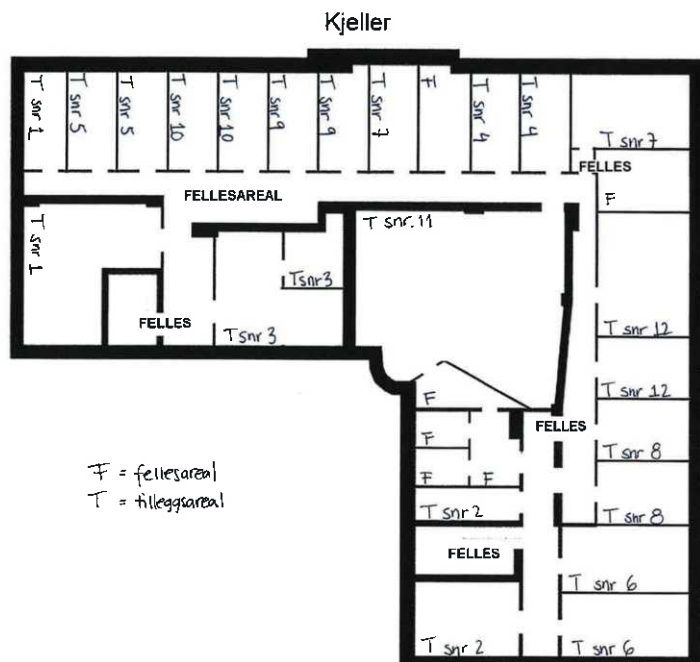 Kjeller
T snr 1
T snr 5
T snr 5
T snr 10
T snr 10
T snr 9
T snr 9
T snr 7
F
T snr 4
T snr 4
T snr 7
FELLES
FELLESAREAL
F
T snr 1
T snr. 11
T snr 3
FELLES
T snr 3
T snr 12
T snr 12
F
FELLES
F
T snr 8
F
F
T snr 2
T snr 8
FELLES
T snr 6
T snr 2
T snr 6
F = fellesareal
T = tilleggsareal